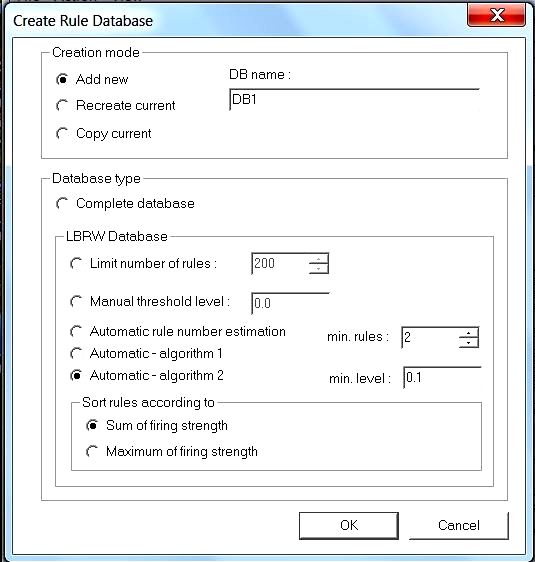 Create Rule Database
Creation mode
Add new
DB name :
Recreate current
DB1
Copy current
Database type
Complete database
LBRW Database
Limit number of rules :
200
Manual threshold level :
0.0
Automatic rule number estimation
min. rules :
2
Automatic - algorithm 1
Automatic - algorithm 2
min. level :
0.1
Sort rules according to
Sum of firing strength
Maximum of firing strength
OK
Cancel